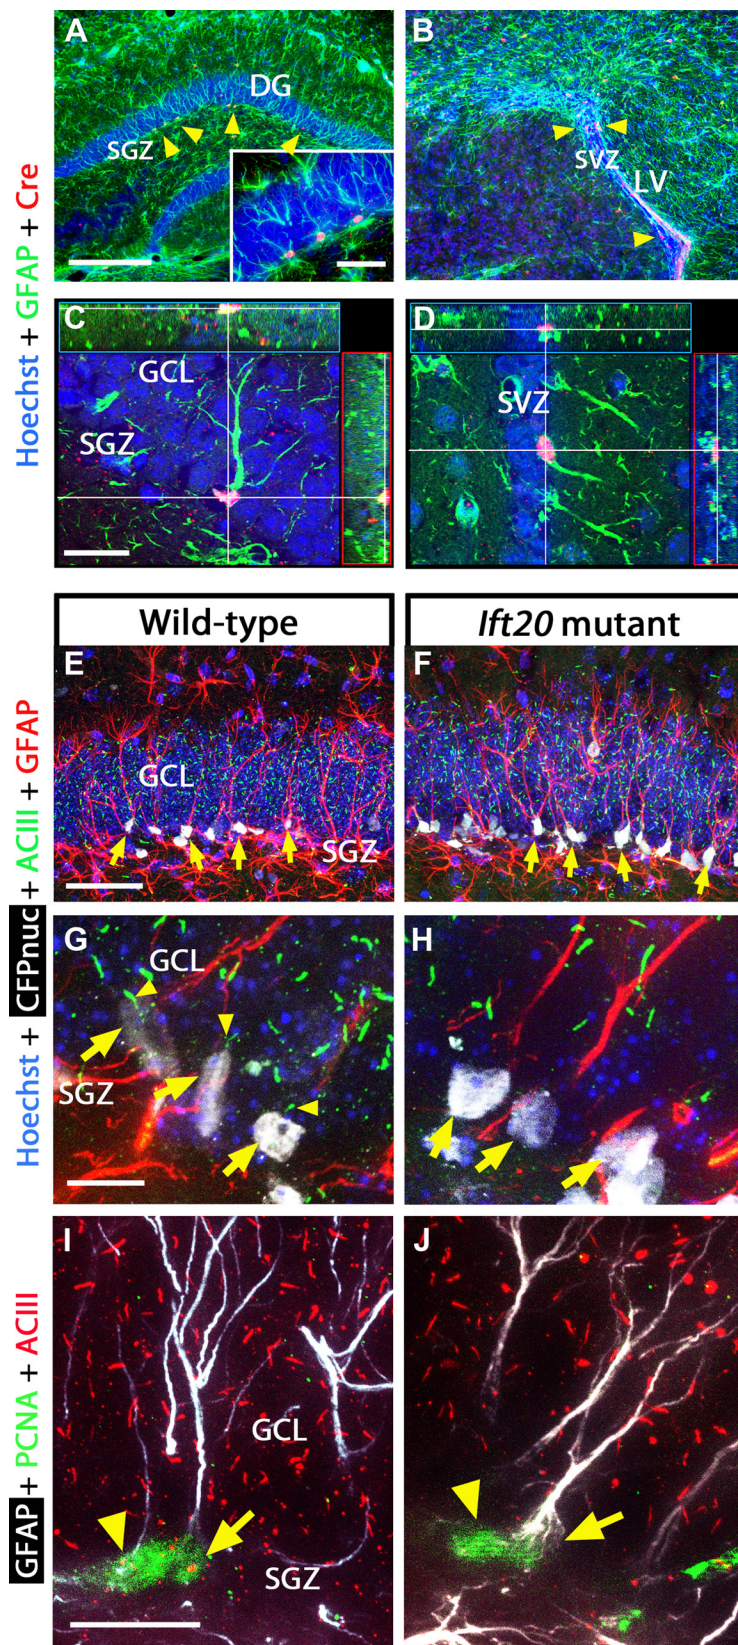 Hoechst + GFAP + Cre
A
DG
SGZ
B
SVZ
LV
C
GCL
SGZ
D
SVZ
Wild-type
Ift20 mutant
Hoechst + CFPnuc + ACIII + GFAP
E
GCL
SGZ
F
G
GCL
SGZ
H
GFAP + PCNA + ACIII
I
GCL
SGZ
J